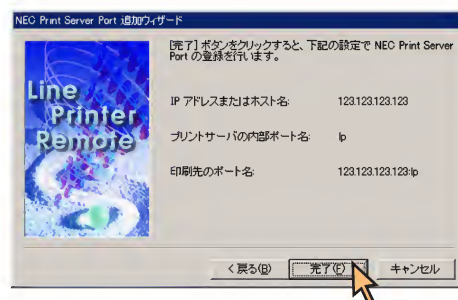 NEC Print Server Port 追加ウィザード
[完了] ボタンをクリックすると、下記の設定で NEC Print Server
Port の登録を行います。
Line
Printer
Remote
IP アドレスまたはホスト名: 123.123.123.123
プリントサーバの内部ポート名: lp
印刷先のポート名: 123.123.123.123:lp
< 戻る(B) 完了(F) キャンセル